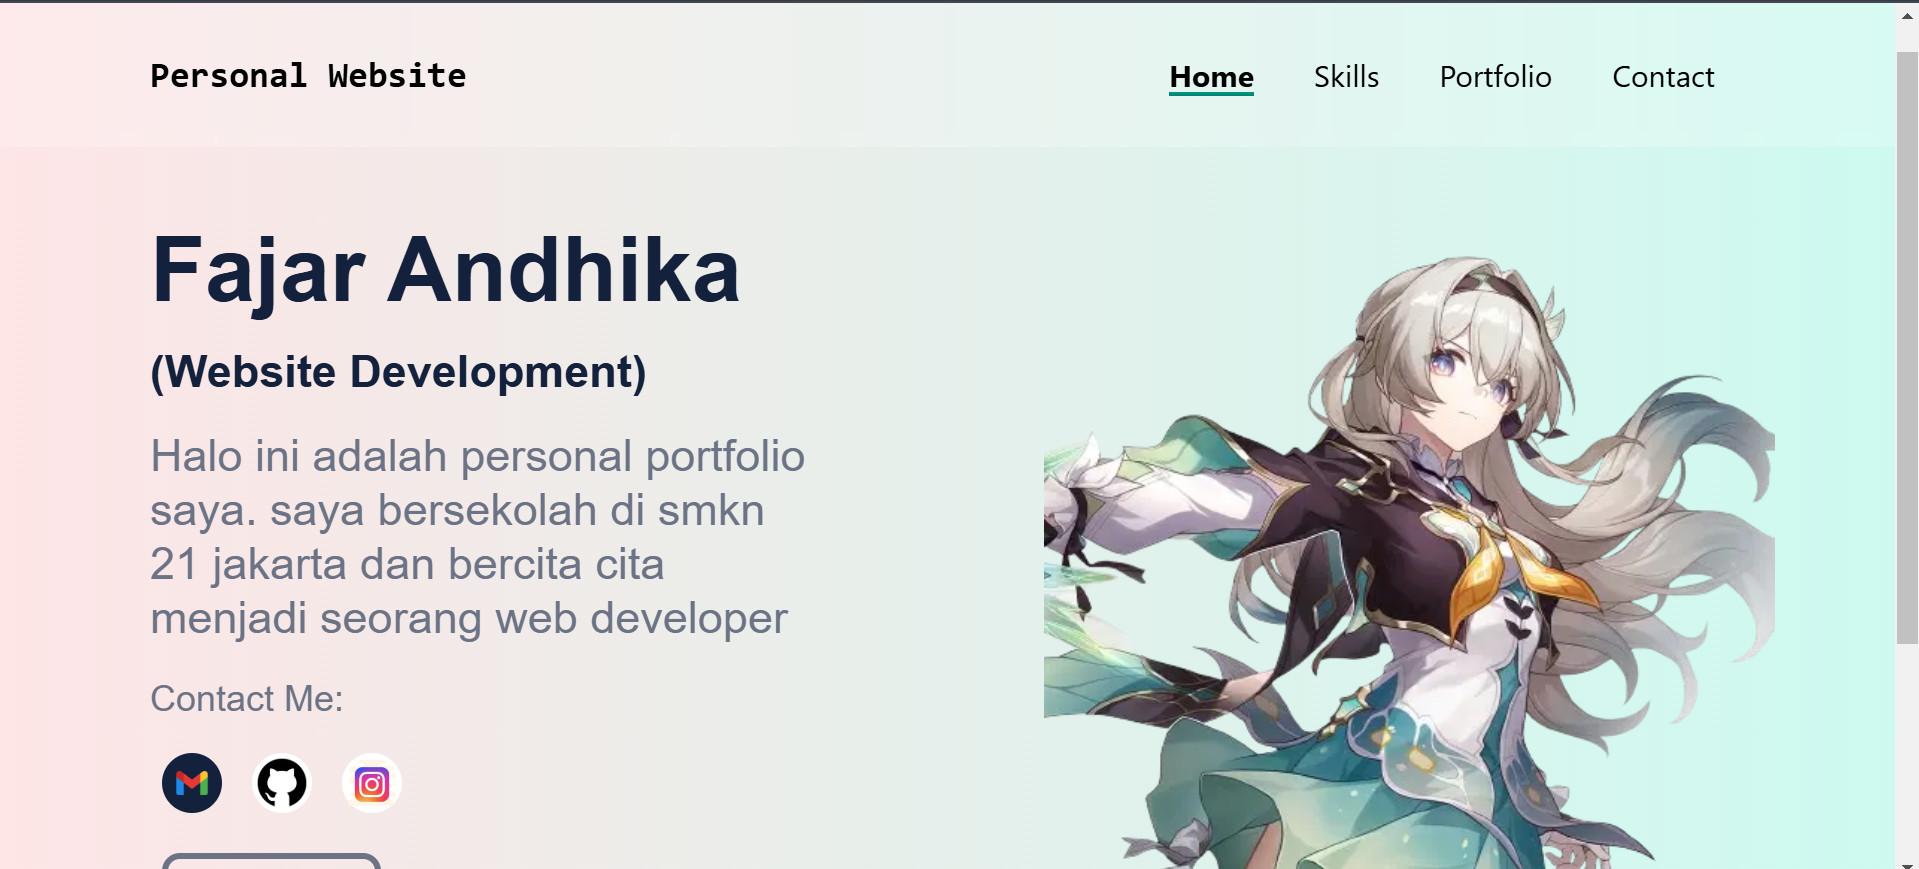 Personal Website
Home Skills Portfolio Contact
Fajar Andhika
(Website Development)
Halo ini adalah personal portfolio
saya. saya bersekolah di smkn
21 jakarta dan bercita cita
menjadi seorang web developer
Contact Me: